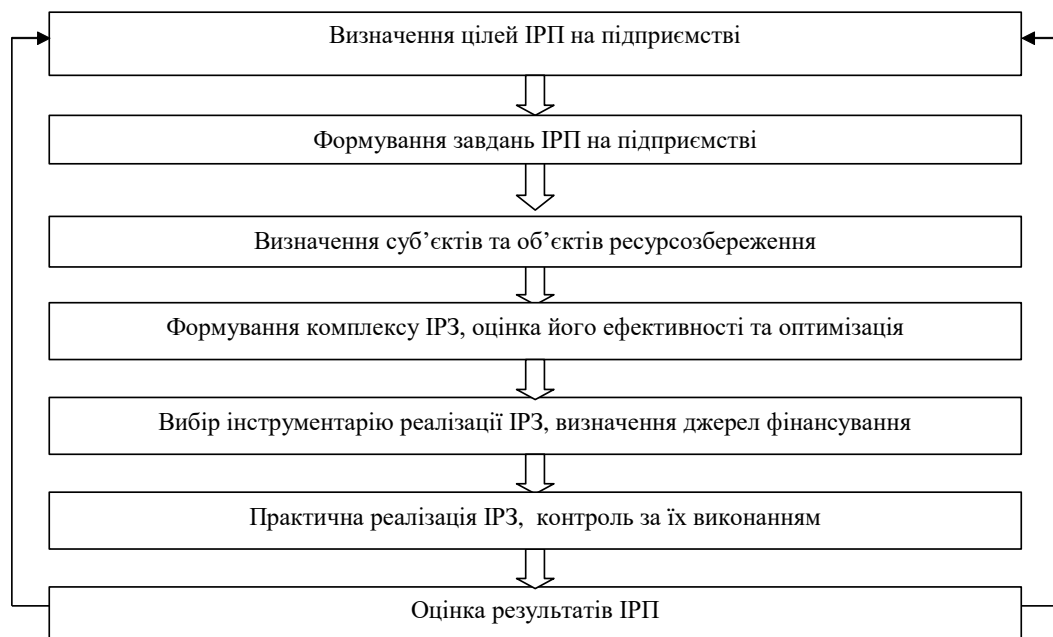 Визначення цілей ІРП на підприємстві
Формування завдань ІРП на підприємстві
Визначення суб’єктів та об’єктів ресурсозбереження
Формування комплексу ІРЗ, оцінка його ефективності та оптимізація
Вибір інструментарію реалізації ІРЗ, визначення джерел фінансування
Практична реалізація ІРЗ,  контроль за їх виконанням
Оцінка результатів ІРП